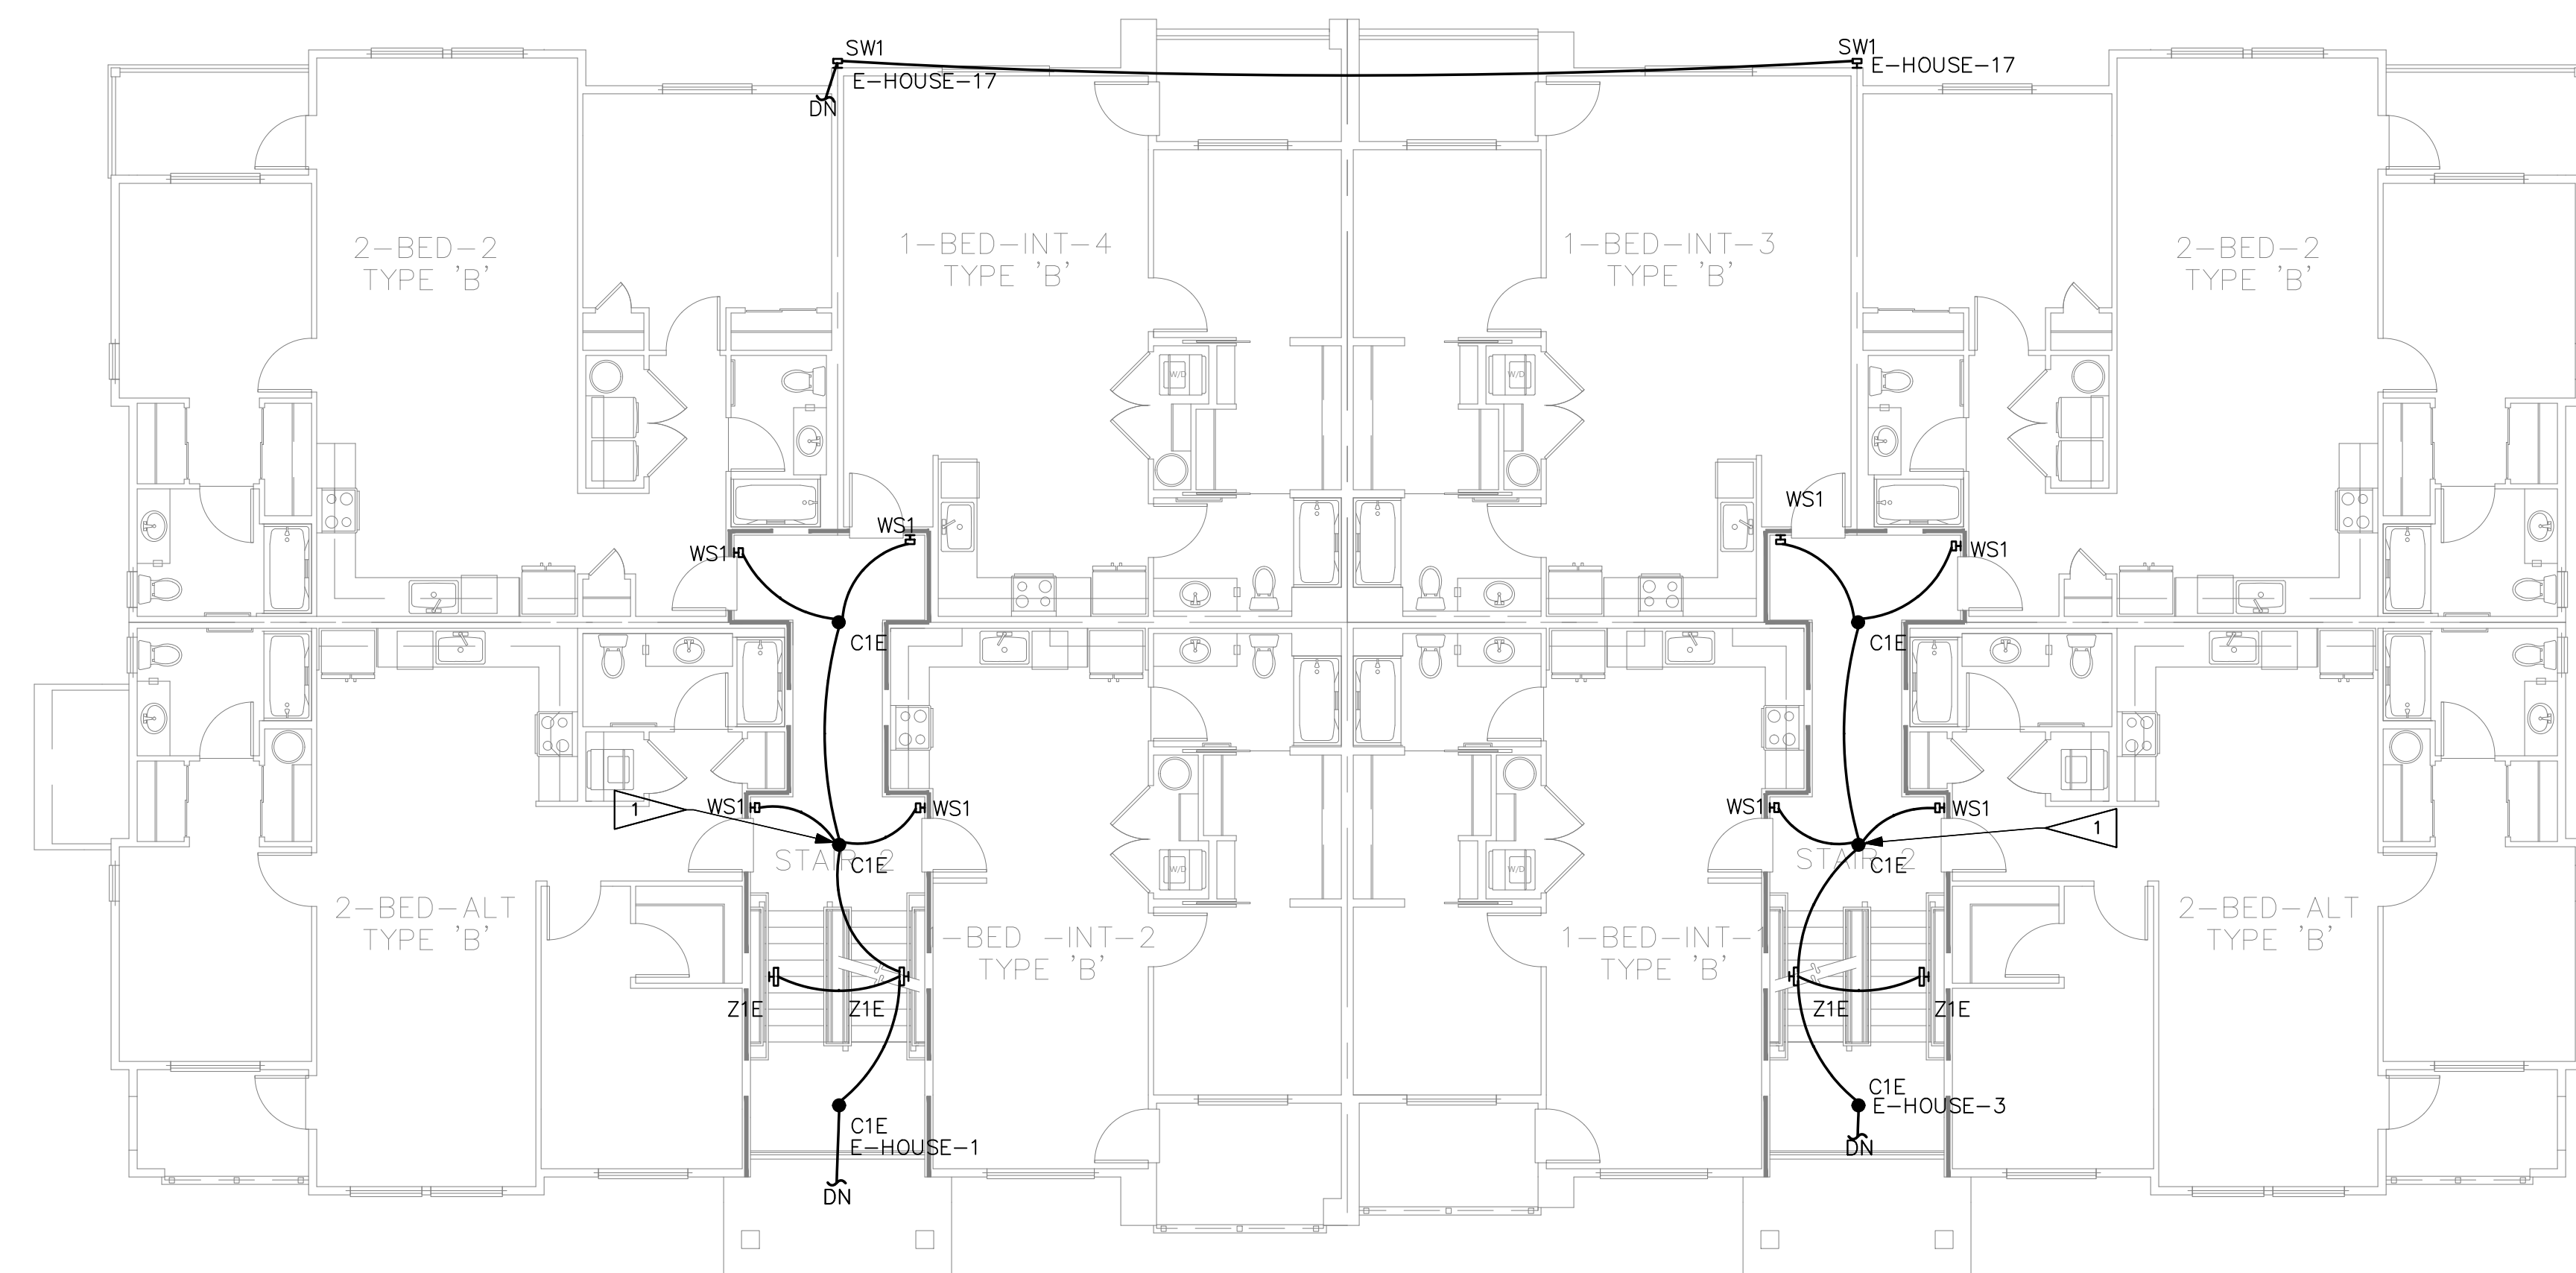 SW1
E-HOUSE-17
DN
SW1
E-HOUSE-17
2-BED-2
TYPE 'B'
1-BED-INT-4
TYPE 'B'
1-BED-INT-3
TYPE 'B'
2-BED-2
TYPE 'B'
W/D
W/D
WS1
WS1
WS1
WS1
C1E
C1E
WS1
WS1
WS1
WS1
1
1
STAIR 2
C1E
STAIR 2
C1E
W/D
W/D
2-BED-ALT
TYPE 'B'
-BED -INT-2
TYPE 'B'
1-BED-INT-1
TYPE 'B'
2-BED-ALT
TYPE 'B'
Z1E
Z1E
Z1E
Z1E
C1E
E-HOUSE-1
DN
C1E
E-HOUSE-3
DN